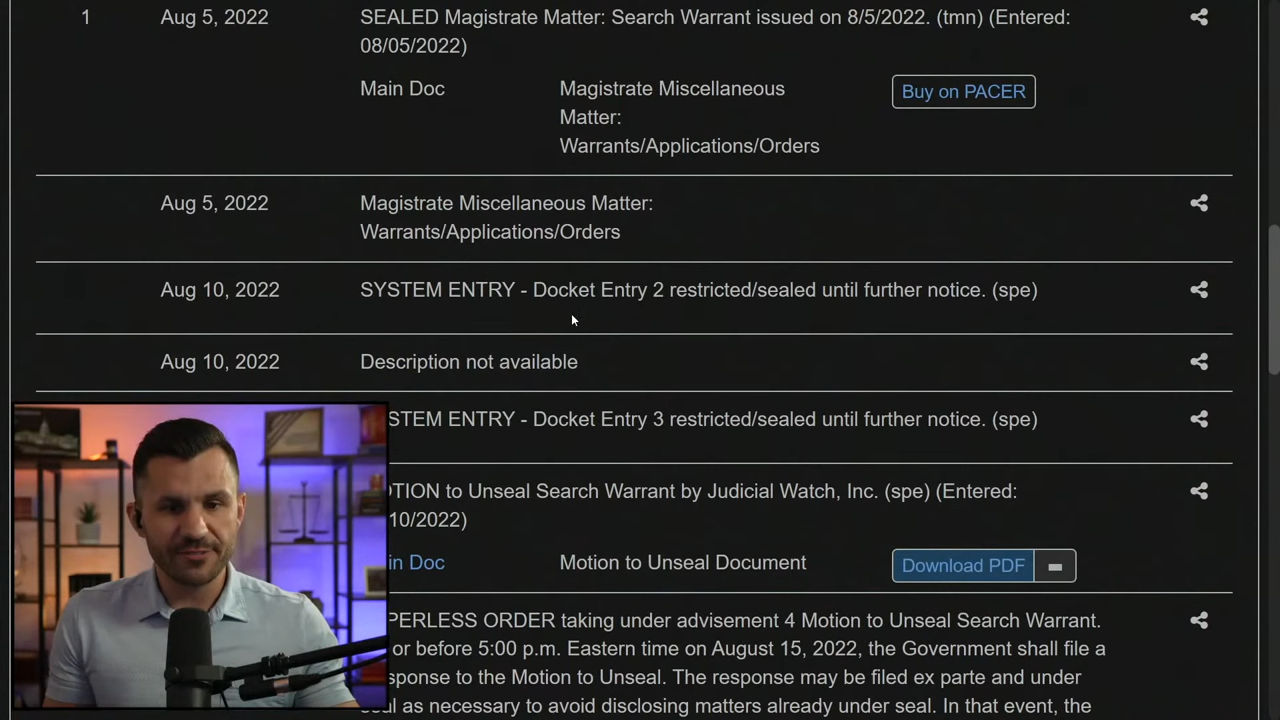 1 Aug 5, 2022 SEALED Magistrate Matter: Search Warrant issued on 8/5/2022. (tmn) (Entered:
08/05/2022)
Main Doc Magistrate Miscellaneous Buy on PACER
Matter:
Warrants/Applications/Orders
Aug 5, 2022 Magistrate Miscellaneous Matter:
Warrants/Applications/Orders
Aug 10, 2022 SYSTEM ENTRY - Docket Entry 2 restricted/sealed until further notice. (spe)
Aug 10, 2022 Description not available
STEM ENTRY - Docket Entry 3 restricted/sealed until further notice. (spe)
OTION to Unseal Search Warrant by Judicial Watch, Inc. (spe) (Entered:
10/2022)
in Doc Motion to Unseal Document Download PDF
PERLESS ORDER taking under advisement 4 Motion to Unseal Search Warrant.
or before 5:00 p.m. Eastern time on August 15, 2022, the Government shall file a
sponse to the Motion to Unseal. The response may be filed ex parte and under
seal as necessary to avoid disclosing matters already under seal. In that event, the